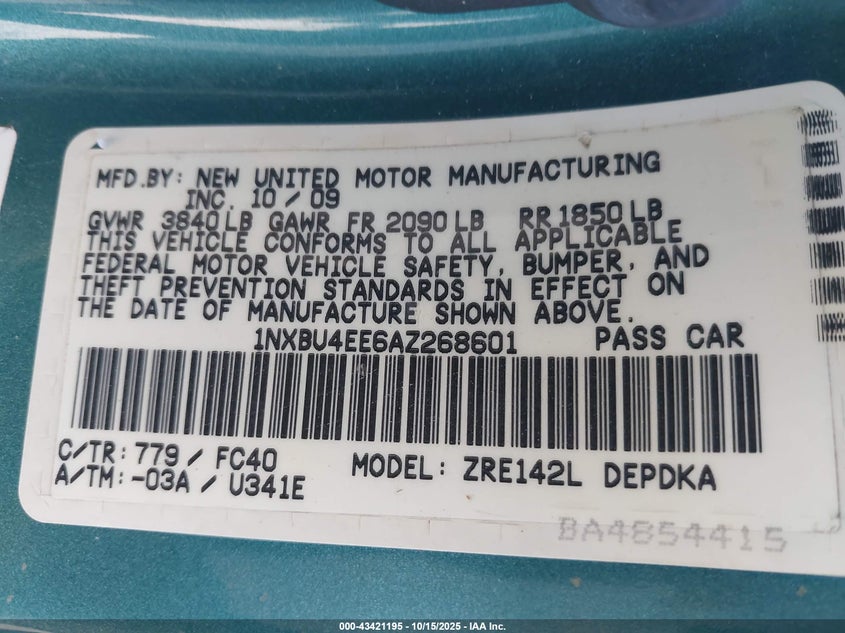 MFD.BY: NEW UNITED MOTOR MANUFACTURING
INC. 10 / 09
GVWR 3840 LB GAWR FR 2090 LB RR 1850 LB
THIS VEHICLE CONFORMS TO ALL APPLICABLE
FEDERAL MOTOR VEHICLE SAFETY, BUMPER, AND
THEFT PREVENTION STANDARDS IN EFFECT ON
THE DATE OF MANUFACTURE SHOWN ABOVE.
1NXBU4EE6AZ268601 PASS CAR
C/TR: 779 / FC40 MODEL: ZRE142L DEPDKA
A/TM: -03A / U341E
BA4854415
000-43421195 - 10/15/2025 - IAA Inc.